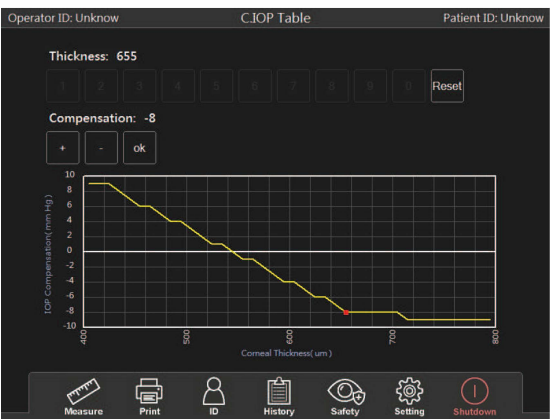 Operator ID: Unknow C.IOP Table Patient ID: Unknow
Thickness: 655
1 2 3 4 5 6 7 8 9 0 Reset
Compensation: -8
+ - ok
10
8
6
4
2
0
-2
-4
-6
-8
-10
IOP Compensation( mm Hg )
400 500 600 700 800
Corneal Thickness( um )
Measure Print ID History Safety Setting Shutdown